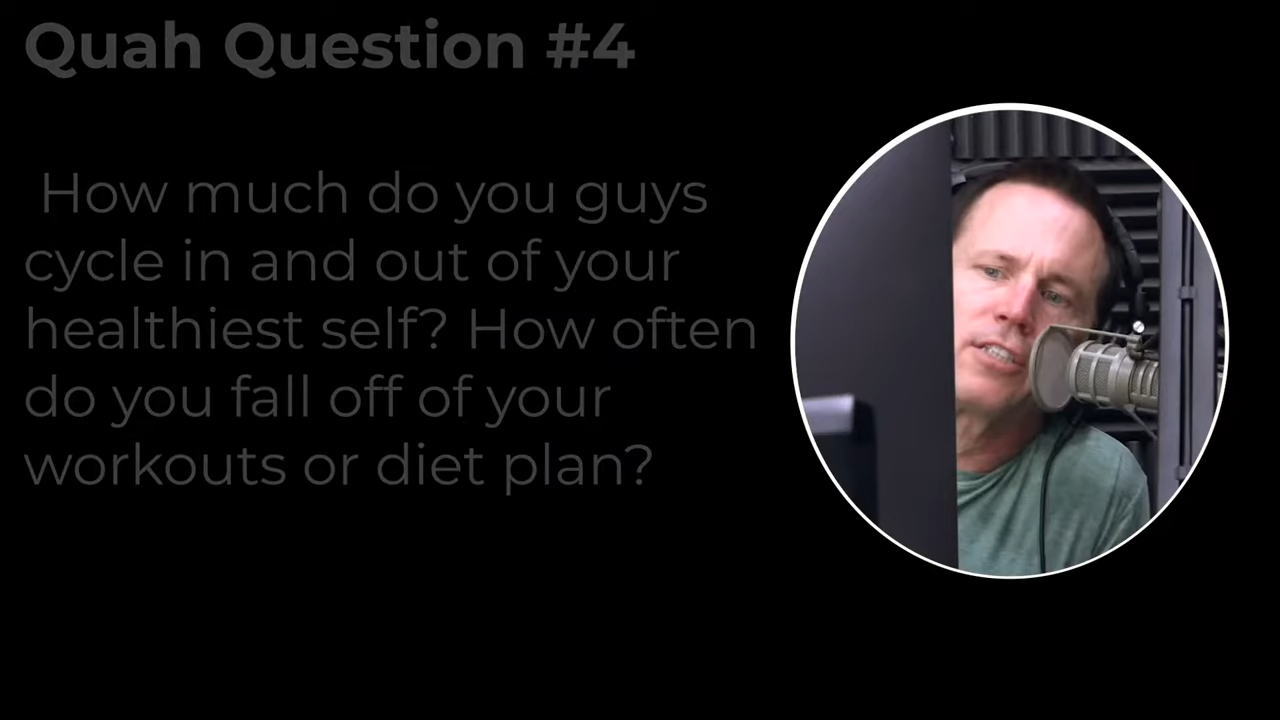 Quah Question #4
How much do you guys
cycle in and out of your
healthiest self? How often
do you fall off of your
workouts or diet plan?